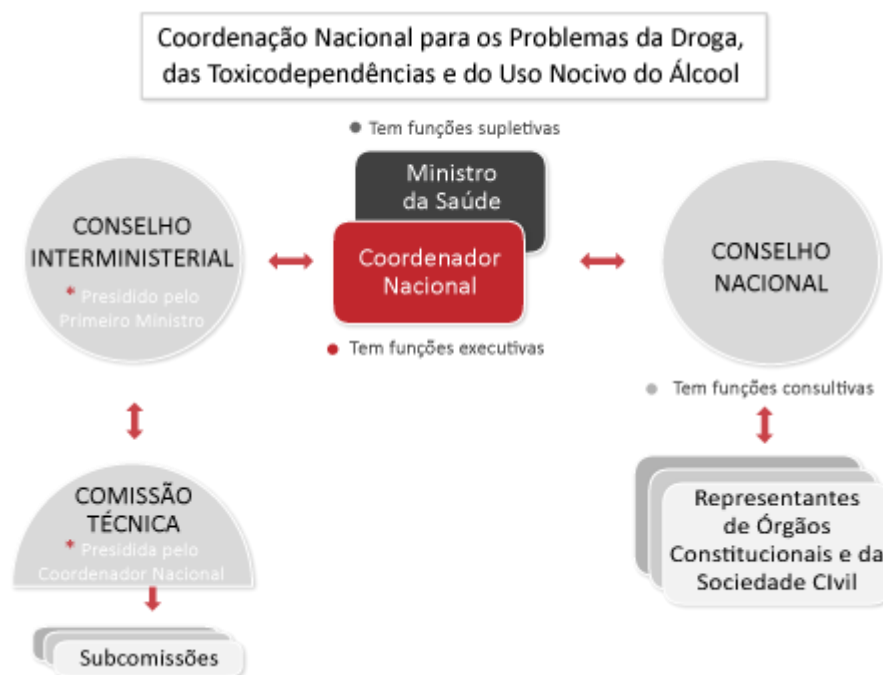 Coordenação Nacional para os Problemas da Droga,
das Toxicodependências e do Uso Nocivo do Álcool
Tem funções supletivas
Ministro
da Saúde
CONSELHO
INTERMINISTERIAL
* Presidido pelo
Primeiro Ministro
Coordenador
Nacional
CONSELHO
NACIONAL
Tem funções executivas
Tem funções consultivas
COMISSÃO
TÉCNICA
* Presidida pelo
Coordenador Nacional
Representantes
de Órgãos
Constitucionais e da
Sociedade CIvil
Subcomissões